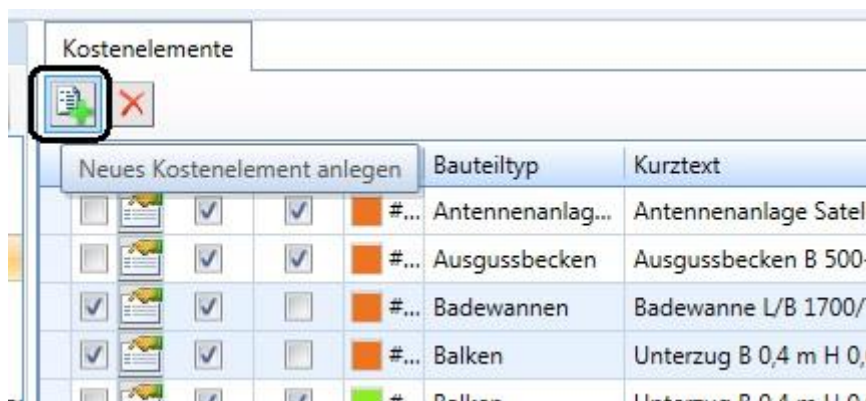 Kostenelemente
Neues Kostenelement anlegen Bauteiltyp Kurztext
#... Antennenanlag... Antennenanlage Satel
#... Ausgussbecken Ausgussbecken B 500-
#... Badewannen Badewanne L/B 1700/
#... Balken Unterzug B 0,4 m H 0,